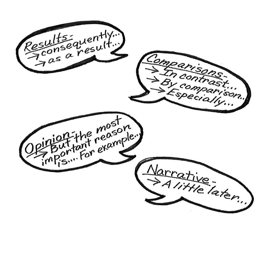 Results-
→ consequently...
→ as a result...
Comparisons-
→ In contrast...
→ By comparison...
→ Especially...
Opinion-
→ But the most
important reason
is.... For example...
Narrative-
→ A little later...